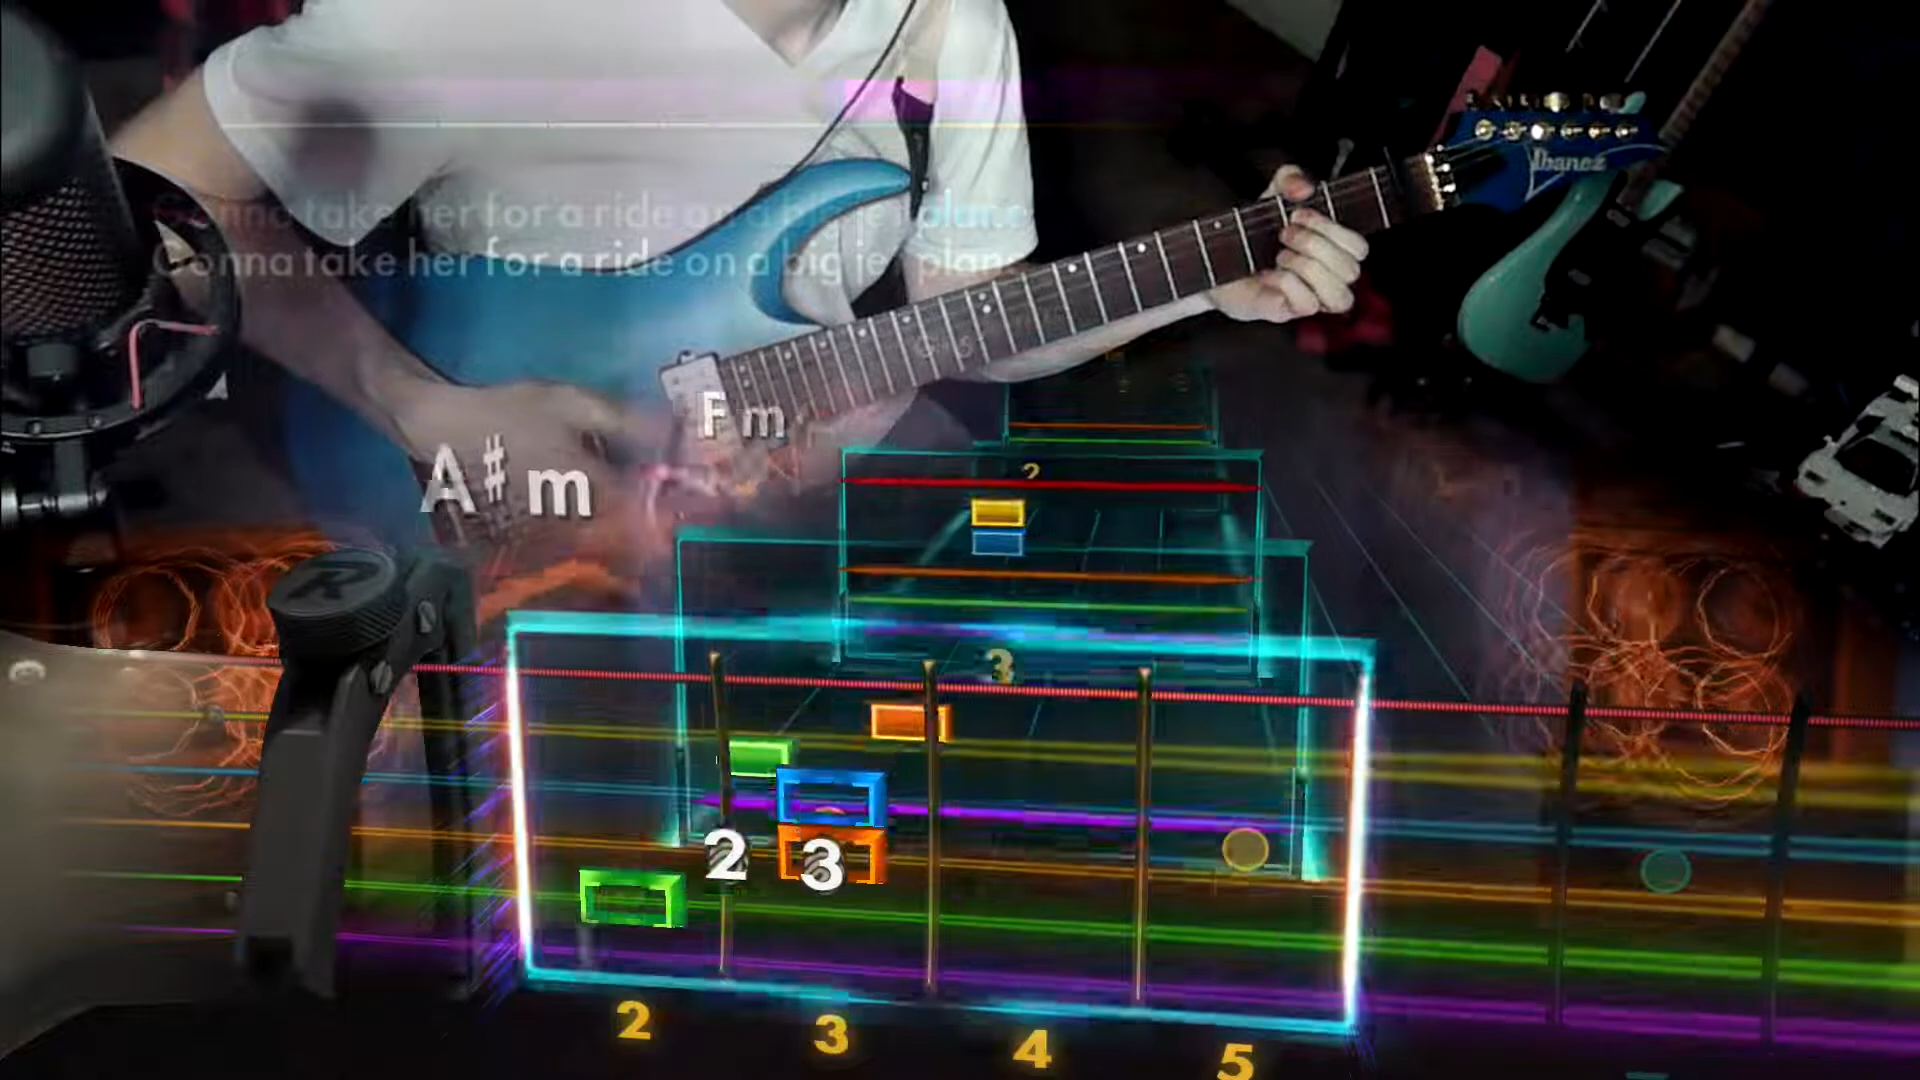 Ibanez
Gonna take her for a ride on a big jet plane
Gonna take her for a ride on a big jet plane
Fm
A♯m
2
R
3
2
3
2
3
4
5